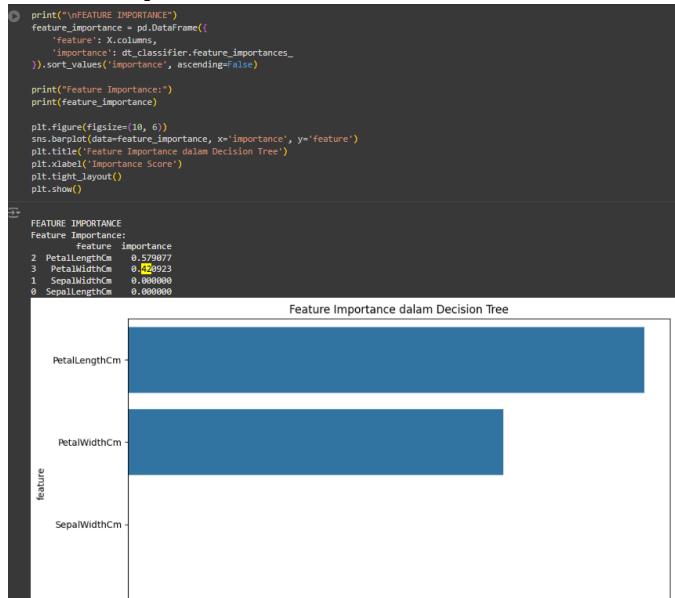 print("\nFEATURE IMPORTANCE")
feature_importance = pd.DataFrame({
    'feature': X.columns,
    'importance': dt_classifier.feature_importances_
}).sort_values('importance', ascending=False)

print("Feature Importance:")
print(feature_importance)

plt.figure(figsize=(10, 6))
sns.barplot(data=feature_importance, x='importance', y='feature')
plt.title('Feature Importance dalam Decision Tree')
plt.xlabel('Importance Score')
plt.tight_layout()
plt.show()

FEATURE IMPORTANCE
Feature Importance:
         feature  importance
2  PetalLengthCm    0.579077
3   PetalWidthCm    0.420923
1   SepalWidthCm    0.000000
0  SepalLengthCm    0.000000
Feature Importance dalam Decision Tree
PetalLengthCm
PetalWidthCm
feature
SepalWidthCm